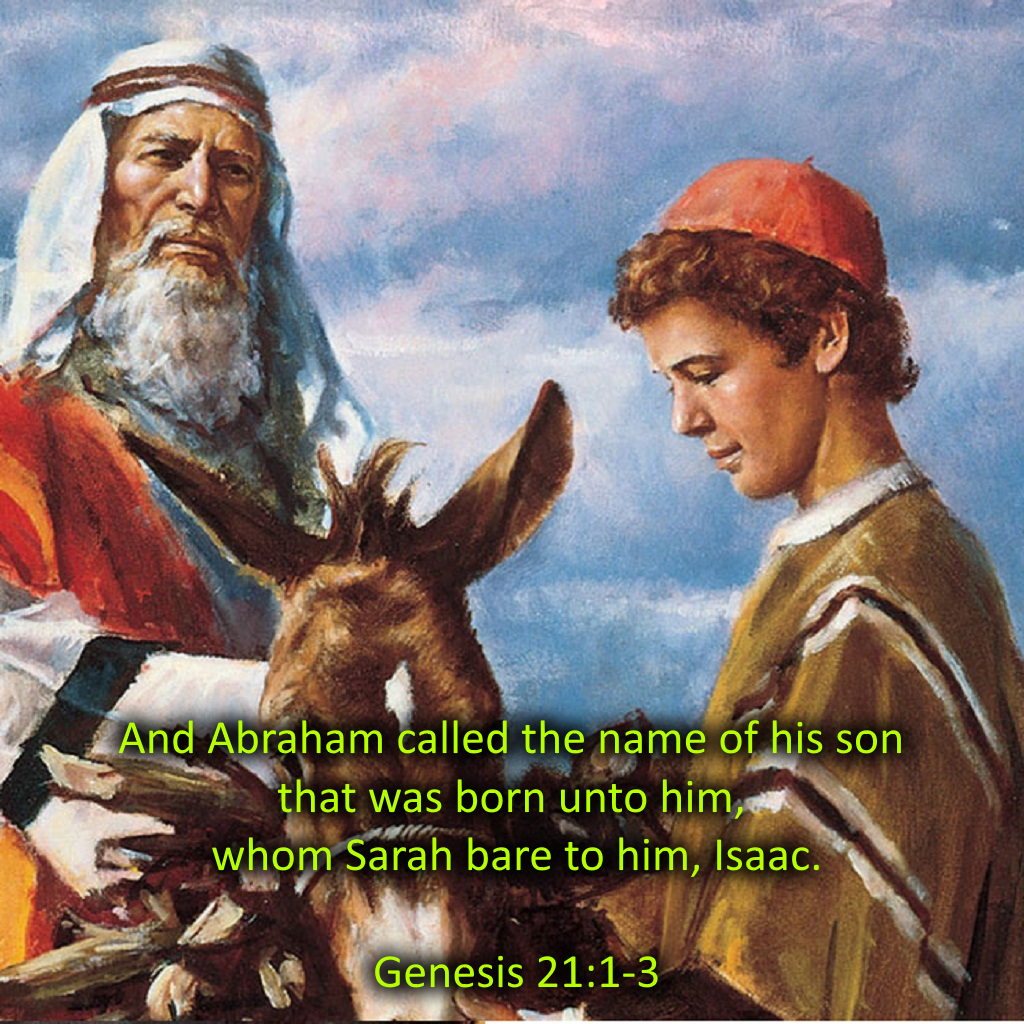 And Abraham called the name of his son
that was born unto him,
whom Sarah bare to him, Isaac.
Genesis 21:1-3